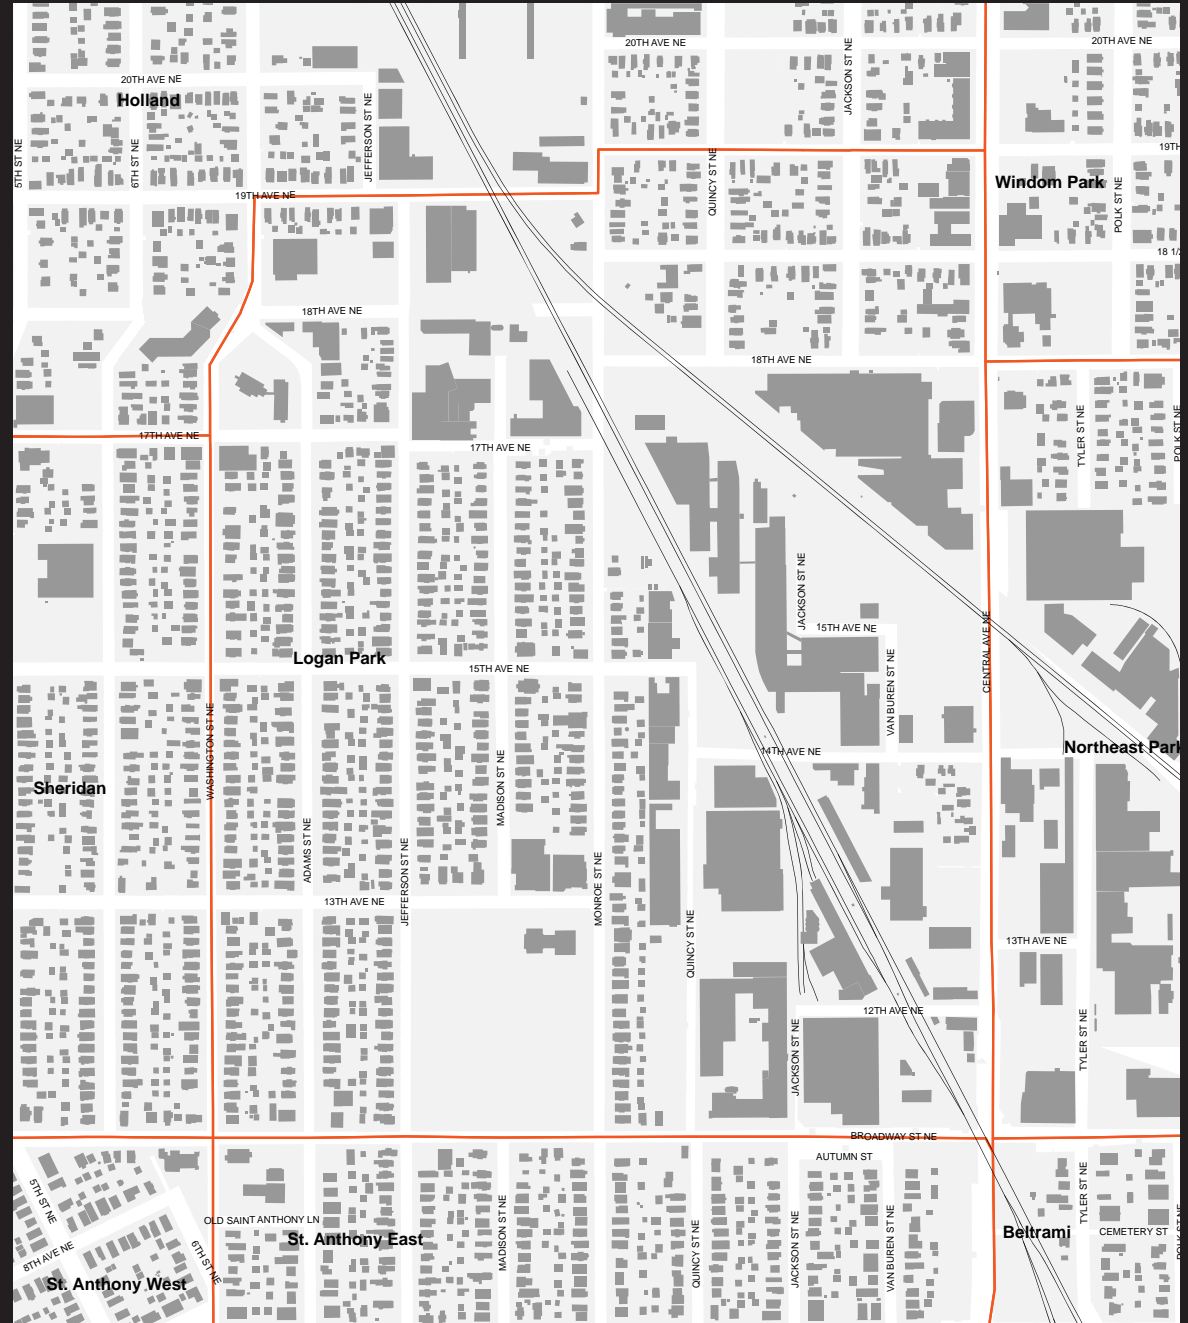 20TH AVE NE
20TH AVE NE
JACKSON ST NE
20TH AVE NE
Holland
JEFFERSON ST NE
5TH ST NE
6TH ST NE
19TH
QUINCY ST NE
Windom Park
POLK ST NE
19TH AVE NE
18 1/2
18TH AVE NE
18TH AVE NE
TYLER ST NE
POLK ST NE
17TH AVE NE
17TH AVE NE
JACKSON ST NE
15TH AVE NE
CENTRAL AVE NE
Logan Park
15TH AVE NE
VAN BUREN ST NE
WASHINGTON ST NE
14TH AVE NE
Northeast Park
Sheridan
MADISON ST NE
ADAMS ST NE
JEFFERSON ST NE
MONROE ST NE
13TH AVE NE
QUINCY ST NE
13TH AVE NE
12TH AVE NE
JACKSON ST NE
TYLER ST NE
BROADWAY ST NE
AUTUMN ST
5TH ST NE
TYLER ST NE
OLD SAINT ANTHONY LN
MADISON ST NE
QUINCY ST NE
JACKSON ST NE
VAN BUREN ST NE
POLK ST NE
St. Anthony East
Beltrami
CEMETERY ST
8TH AVE NE
6TH ST NE
St. Anthony West